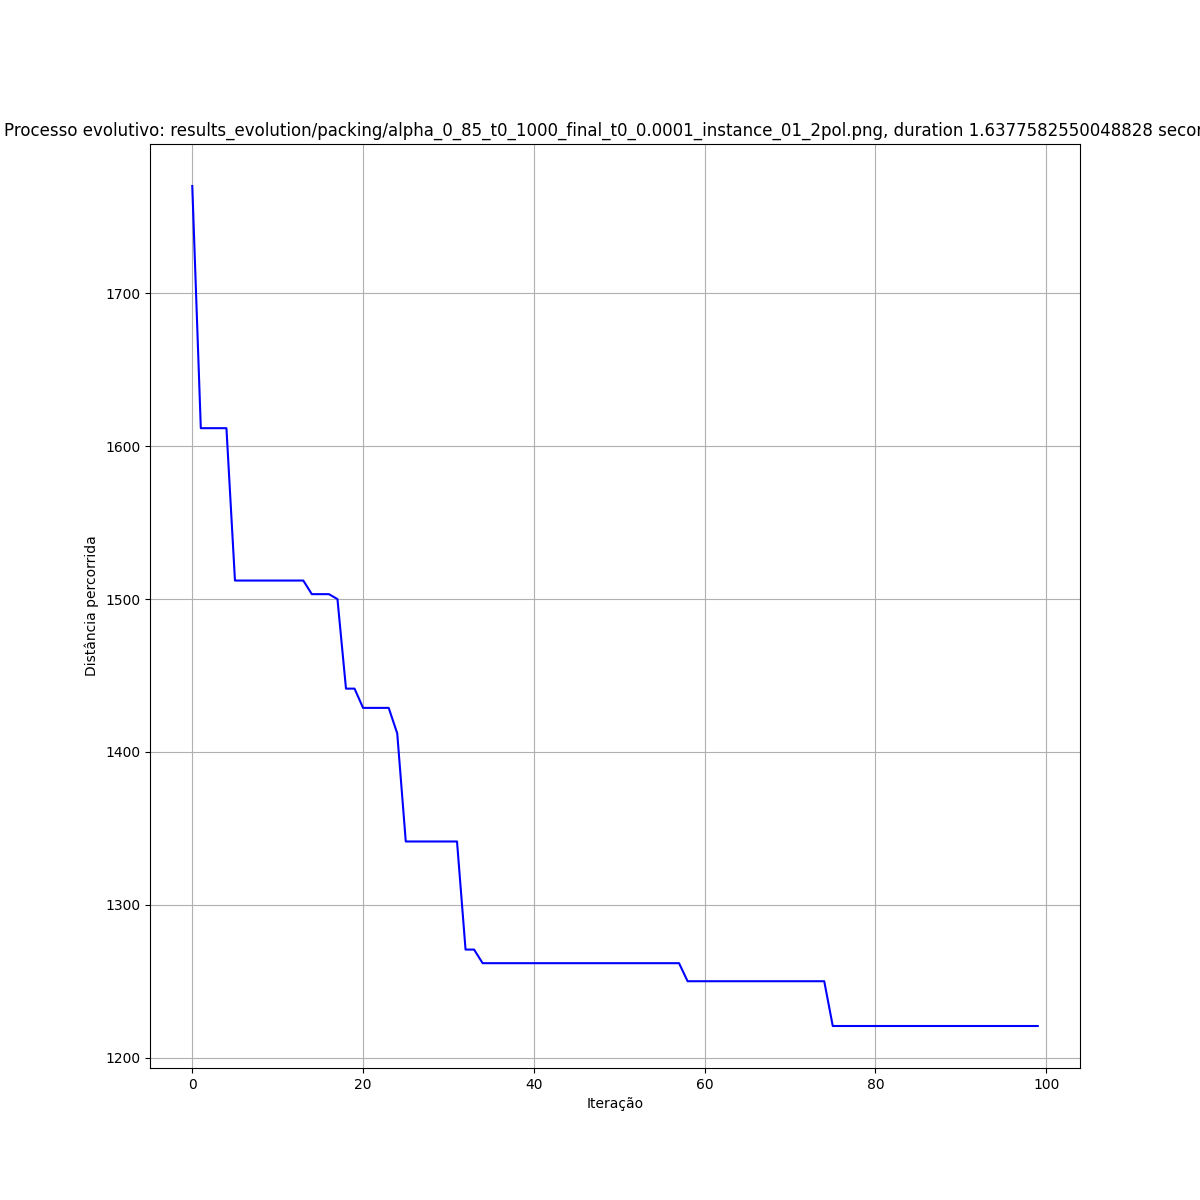 Processo evolutivo: results_evolution/packing/alpha_0_85_t0_1000_final_t0_0.0001_instance_01_2pol.png, duration 1.6377582550048828 secon
1700
1600
1500
1400
1300
1200
Distância percorrida
0 20 40 60 80 100
Iteração